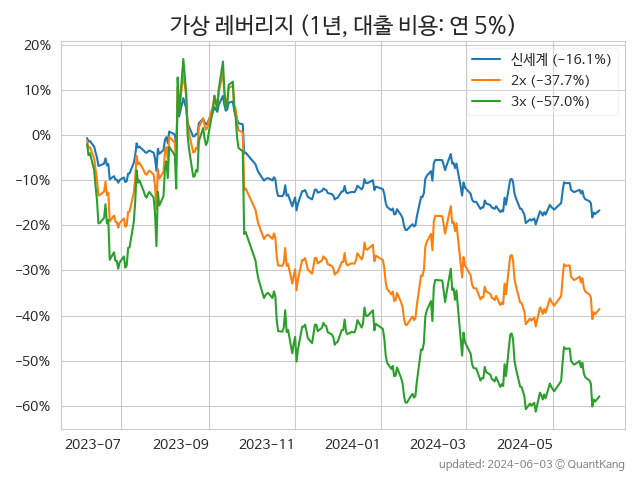 가상 레버리지 (1년, 대출 비용: 연 5%)
20%
10%
0%
−10%
−20%
−30%
−40%
−50%
−60%
신세계 (−16.1%)
2x (−37.7%)
3x (−57.0%)
2023-07 2023-09 2023-11 2024-01 2024-03 2024-05
updated: 2024-06-03 © QuantKang